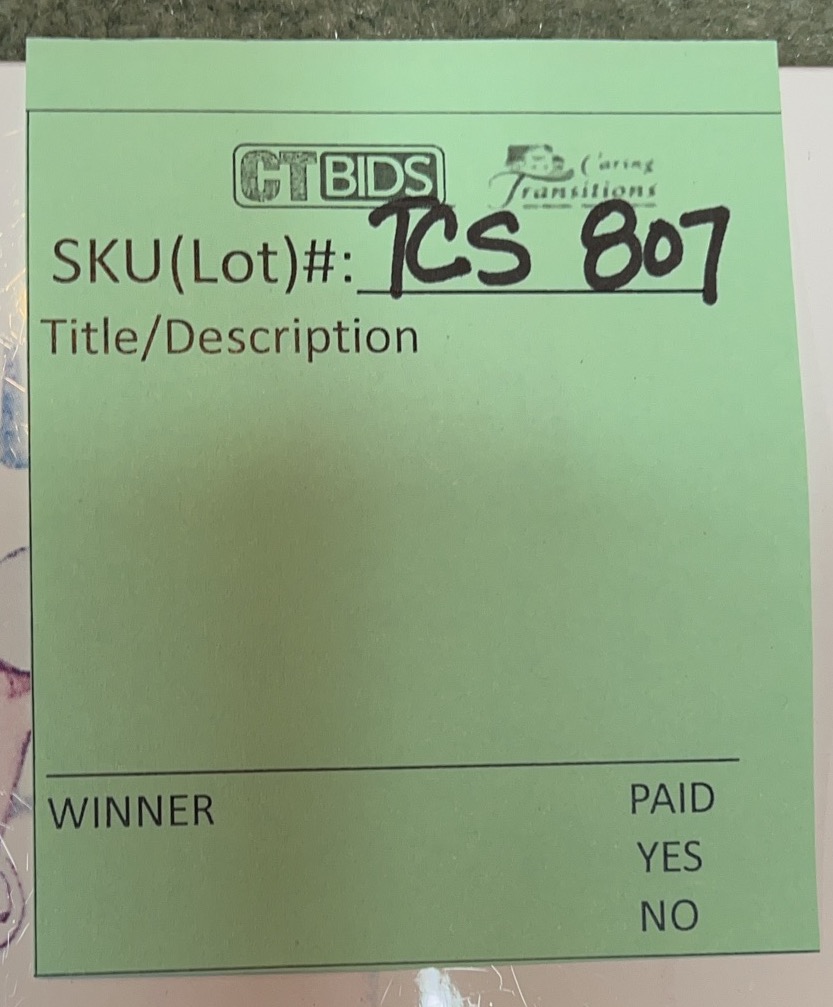 CTBIDS Caring
Transitions
SKU(Lot)#: TCS 807
Title/Description
WINNER PAID
YES
NO